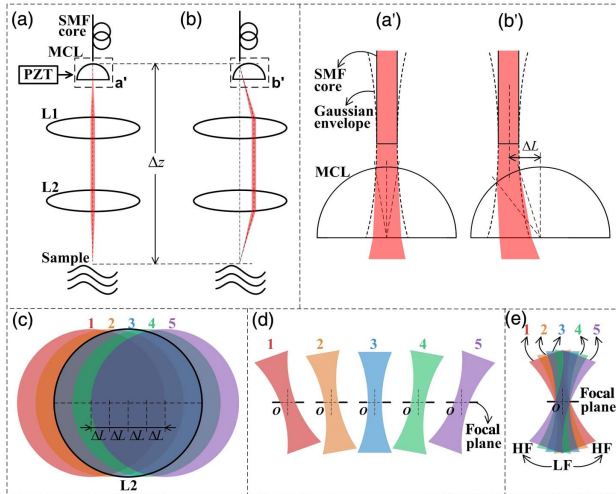 (a)
SMF
core
MCL
PZT
a'
L1
L2
Δz
Sample
(b)
b'
(a')
SMF
core
Gaussian
envelope
MCL
(b')
ΔL
(c)
1 2 3 4 5
ΔL ΔL ΔL ΔL
L2
(d)
1 2 3 4 5
o o o o o
Focal
plane
(e)
1 2 3 4 5
Focal
plane
o
HF HF
LF